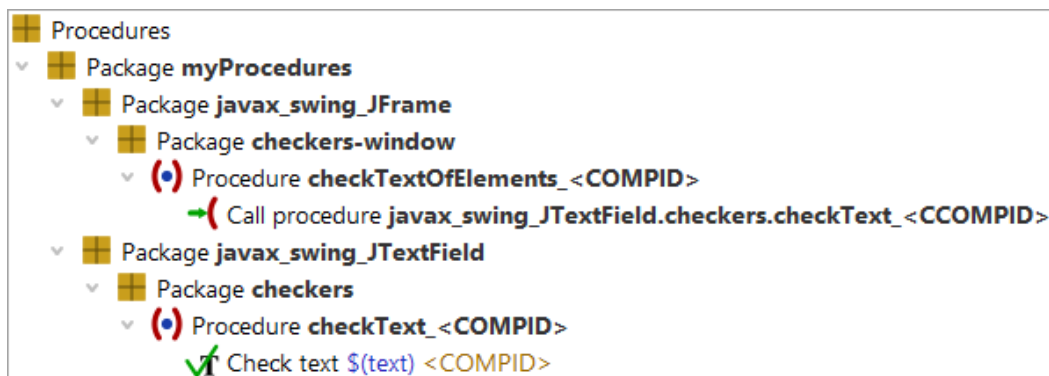 Procedures
Package myProcedures
Package javax_swing_JFrame
Package checkers-window
Procedure checkTextOfElements_<COMPID>
Call procedure javax_swing_JTextField.checkers.checkText_<CCOMPID>
Package javax_swing_JTextField
Package checkers
Procedure checkText_<COMPID>
Check text $(text) <COMPID>